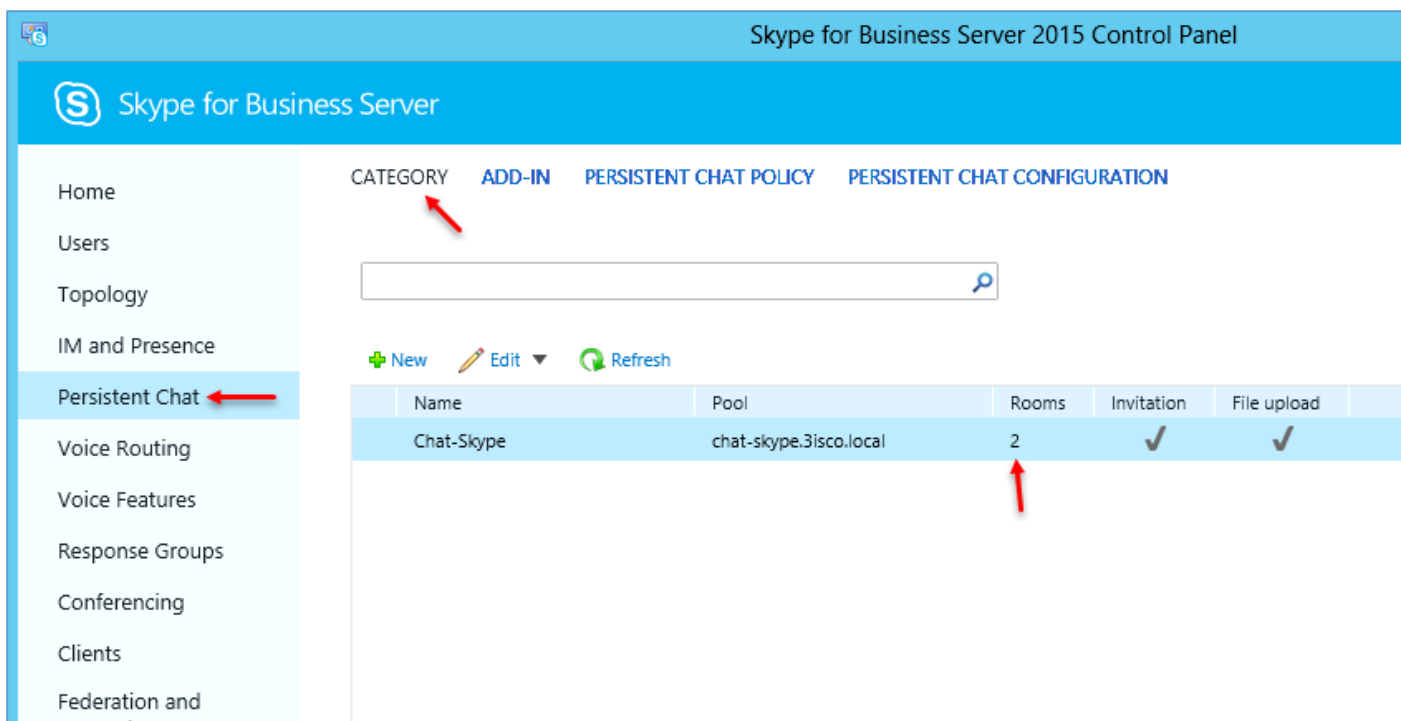 Skype for Business Server 2015 Control Panel
Skype for Business Server
Home
Users
Topology
IM and Presence
Persistent Chat
Voice Routing
Voice Features
Response Groups
Conferencing
Clients
Federation and
CATEGORY ADD-IN PERSISTENT CHAT POLICY PERSISTENT CHAT CONFIGURATION
New Edit Refresh
Name Pool Rooms Invitation File upload
Chat-Skype chat-skype.3isco.local 2